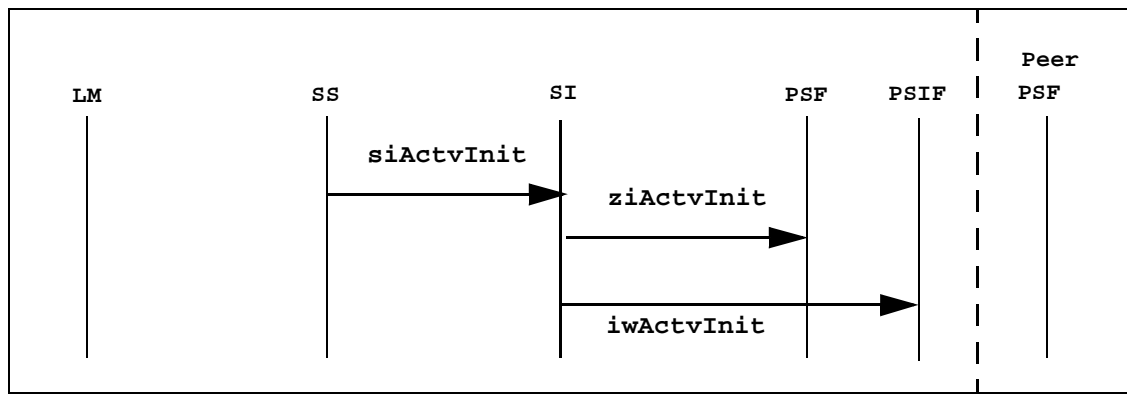 Peer
LM
SS
SI
PSF
PSIF
PSF
siActvInit
ziActvInit
iwActvInit